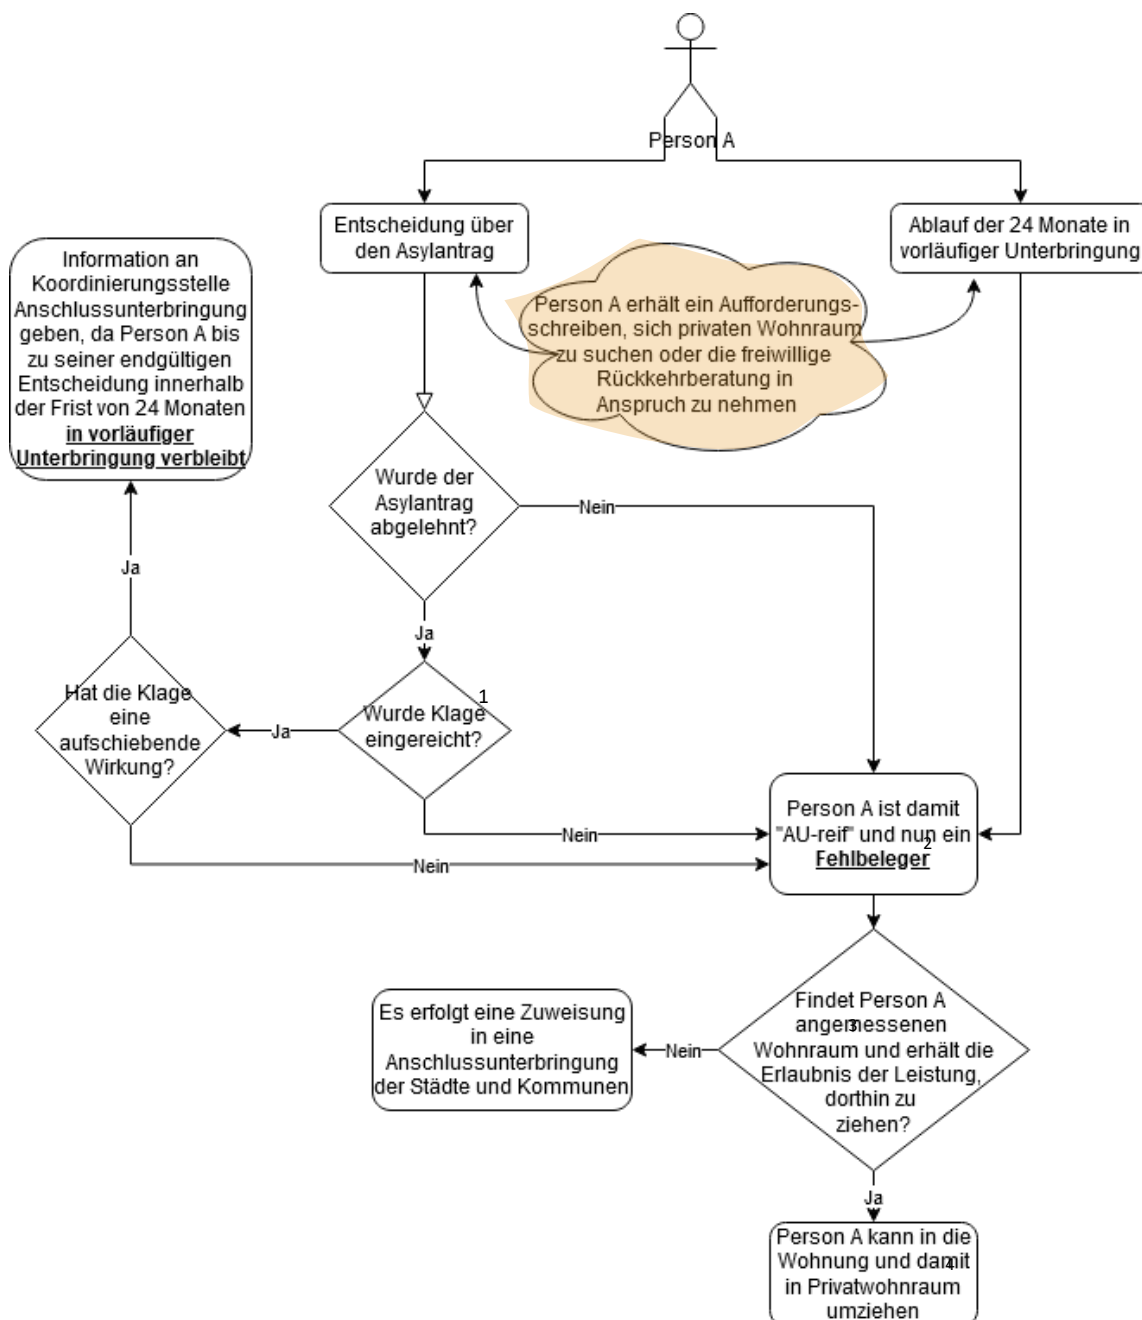 Person A
Entscheidung über
den Asylantrag
Ablauf der 24 Monate in
vorläufiger Unterbringung
Person A erhält ein Aufforderungs-
schreiben, sich privaten Wohnraum
zu suchen oder die freiwillige
Rückkehrberatung in
Anspruch zu nehmen
Information an
Koordinierungsstelle
Anschlussunterbringung
geben, da Person A bis
zu seiner endgültigen
Entscheidung innerhalb
der Frist von 24 Monaten
in vorläufiger
Unterbringung verbleibt
Wurde der
Asylantrag
abgelehnt?
Nein
Ja
Ja
Wurde Klage 1
eingereicht?
Ja
Hat die Klage
eine
aufschiebende
Wirkung?
Nein
Nein
Person A ist damit
"AU-reif" und nun ein
Fehlbeleger 2
Findet Person A
angemessenen 3
Wohnraum und erhält die
Erlaubnis der Leistung,
dorthin zu
ziehen?
Nein
Es erfolgt eine Zuweisung
in eine
Anschlussunterbringung
der Städte und Kommunen
Ja
Person A kann in die
Wohnung und damit 4
in Privatwohnraum
umziehen